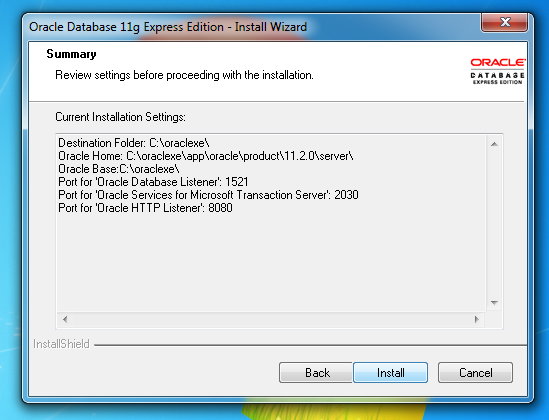 Oracle Database 11g Express Edition - Install Wizard
Summary
Review settings before proceeding with the installation.
ORACLE
DATABASE
EXPRESS EDITION
Current Installation Settings:
Destination Folder: C:\oraclexe\
Oracle Home: C:\oraclexe\app\oracle\product\11.2.0\server\
Oracle Base:C:\oraclexe\
Port for 'Oracle Database Listener': 1521
Port for 'Oracle Services for Microsoft Transaction Server': 2030
Port for 'Oracle HTTP Listener': 8080
InstallShield
Back Install Cancel